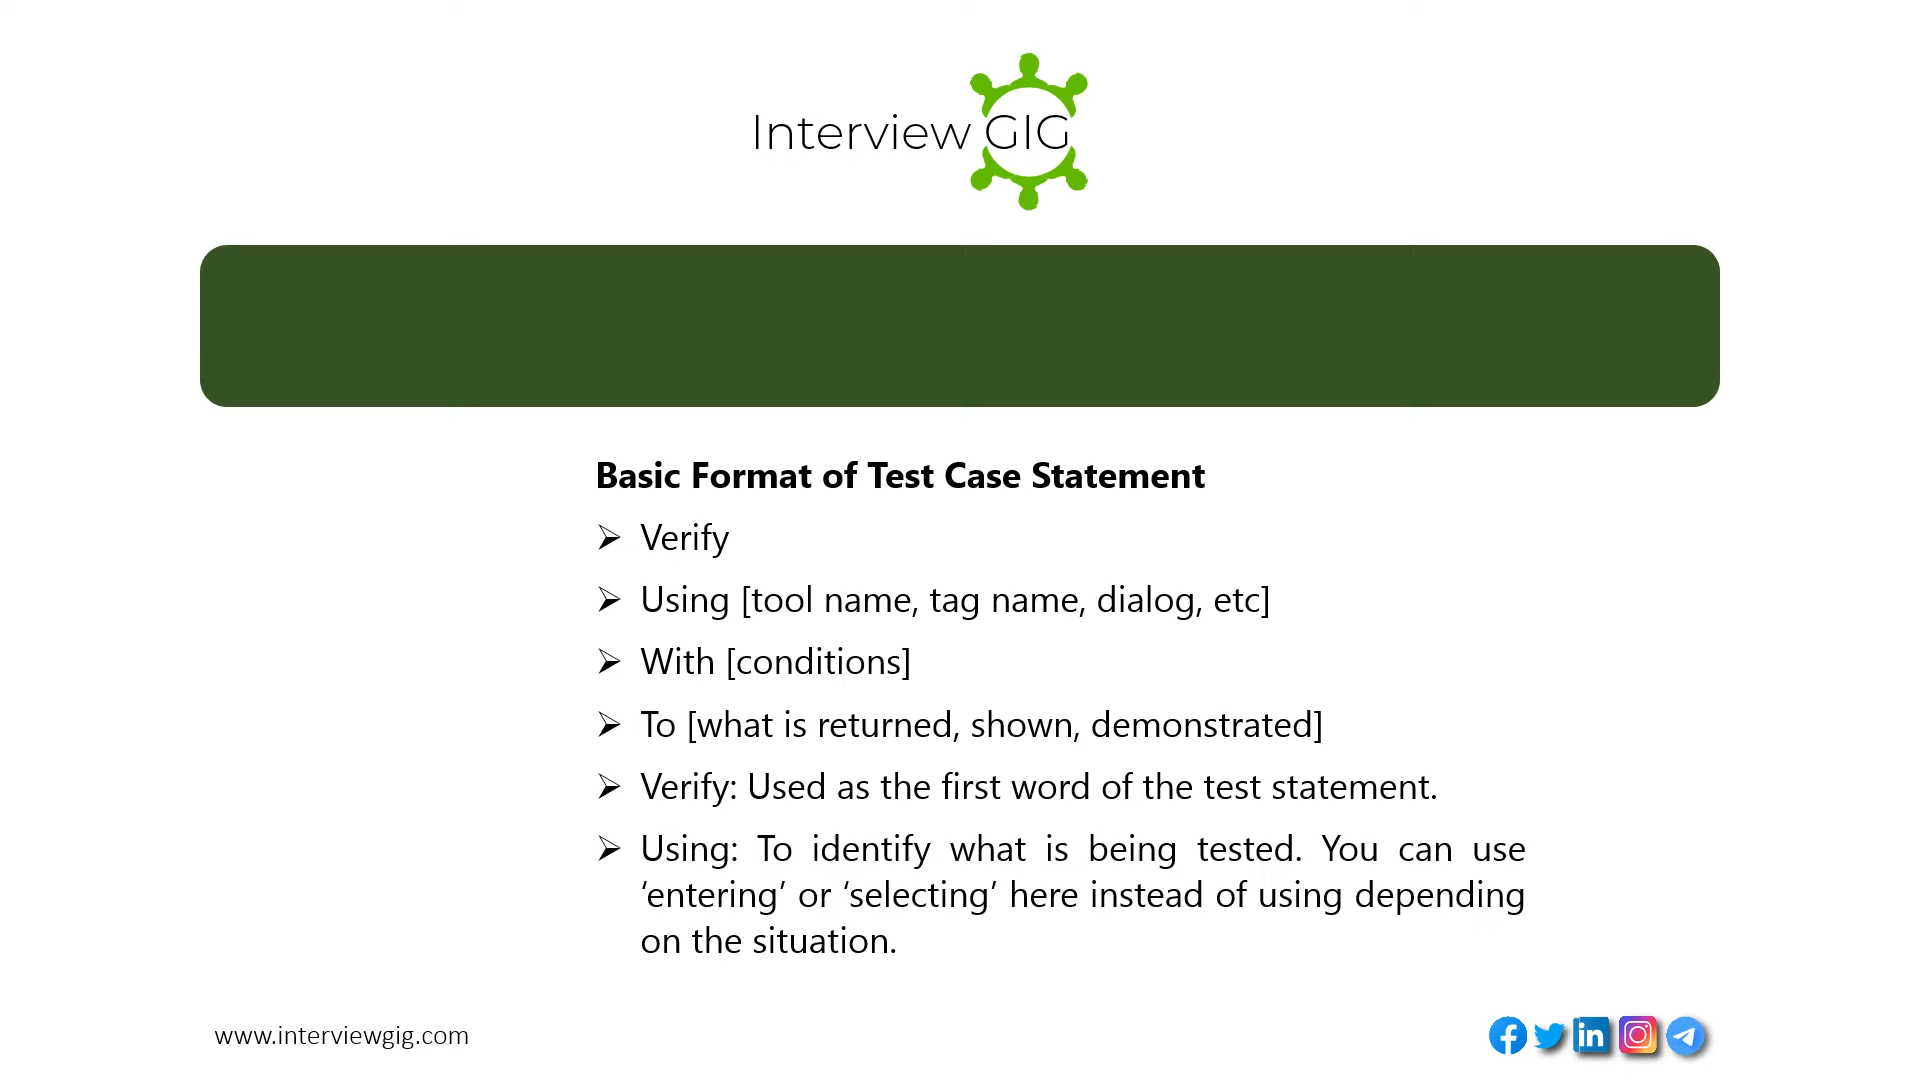 Interview GIG
Basic Format of Test Case Statement
➢ Verify
➢ Using [tool name, tag name, dialog, etc]
➢ With [conditions]
➢ To [what is returned, shown, demonstrated]
➢ Verify: Used as the first word of the test statement.
➢ Using: To identify what is being tested. You can use
‘entering’ or ‘selecting’ here instead of using depending
on the situation.
www.interviewgig.com